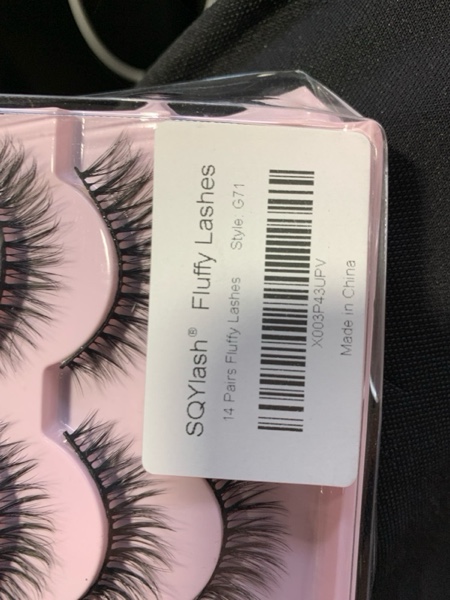 SQYlash® Fluffy Lashes
14 Pairs Fluffy Lashes Style. G71
X003P43UPV
Made in China